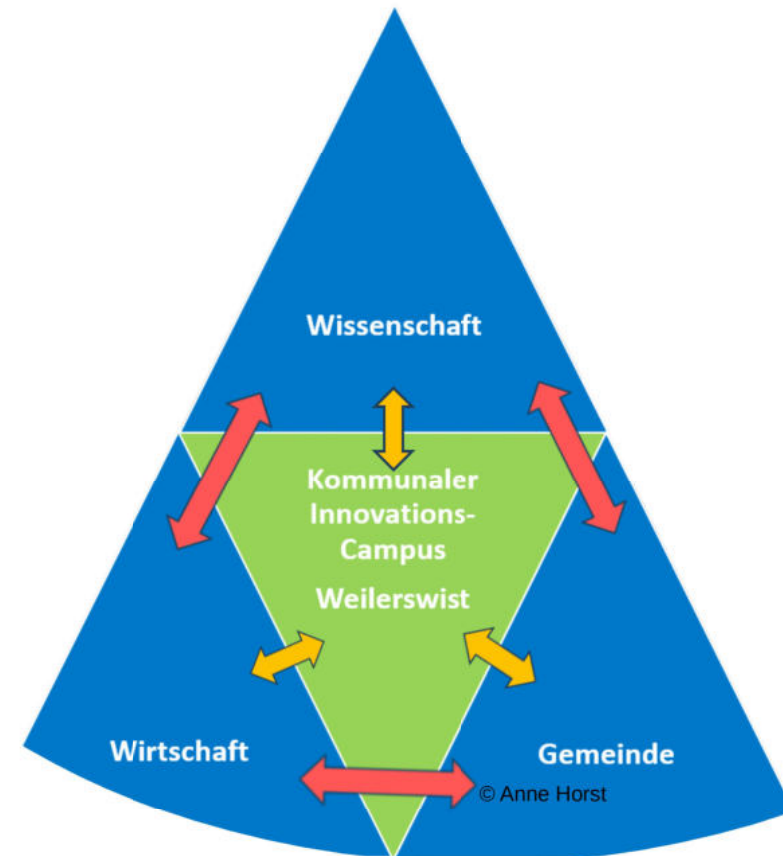 Wissenschaft
Kommunaler
Innovations-
Campus
Weilerswist
Wirtschaft
Gemeinde
© Anne Horst